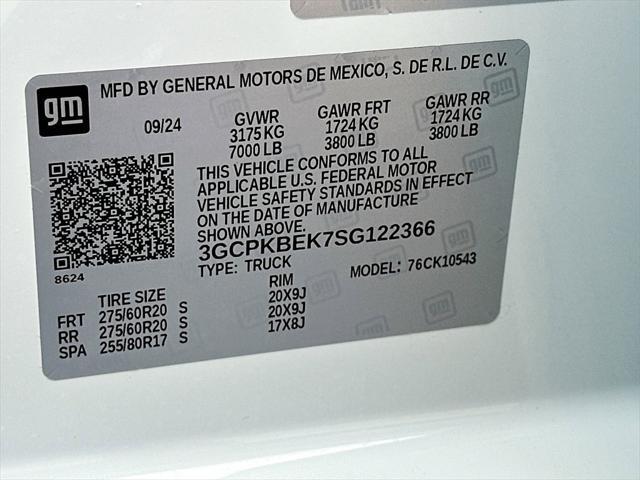 gm
MFD BY GENERAL MOTORS DE MEXICO, S. DE R.L. DE C.V.
09/24
GVWR GAWR FRT GAWR RR
3175 KG 1724 KG 1724 KG
7000 LB 3800 LB 3800 LB
THIS VEHICLE CONFORMS TO ALL
APPLICABLE U.S. FEDERAL MOTOR
VEHICLE SAFETY STANDARDS IN EFFECT
ON THE DATE OF MANUFACTURE
SHOWN ABOVE.
3GCPKBEK7SG122366
TYPE: TRUCK MODEL: 76CK10543
8624
TIRE SIZE RIM
FRT 275/60R20 S 20X9J
RR 275/60R20 S 20X9J
SPA 255/80R17 S 17X8J